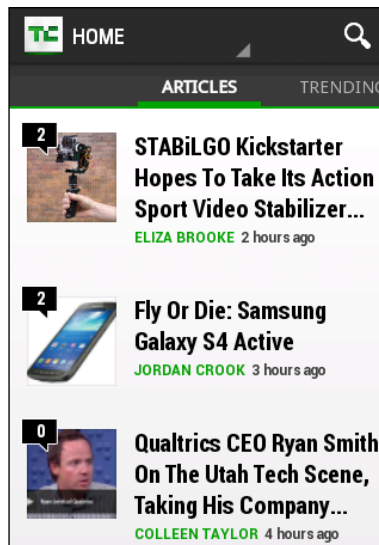 TC HOME
ARTICLES TRENDING
2
STABiLGO Kickstarter
Hopes To Take Its Action
Sport Video Stabilizer...
ELIZA BROOKE 2 hours ago
2
Fly Or Die: Samsung
Galaxy S4 Active
JORDAN CROOK 3 hours ago
0
Qualtrics CEO Ryan Smith
On The Utah Tech Scene,
Taking His Company...
COLLEEN TAYLOR 4 hours ago